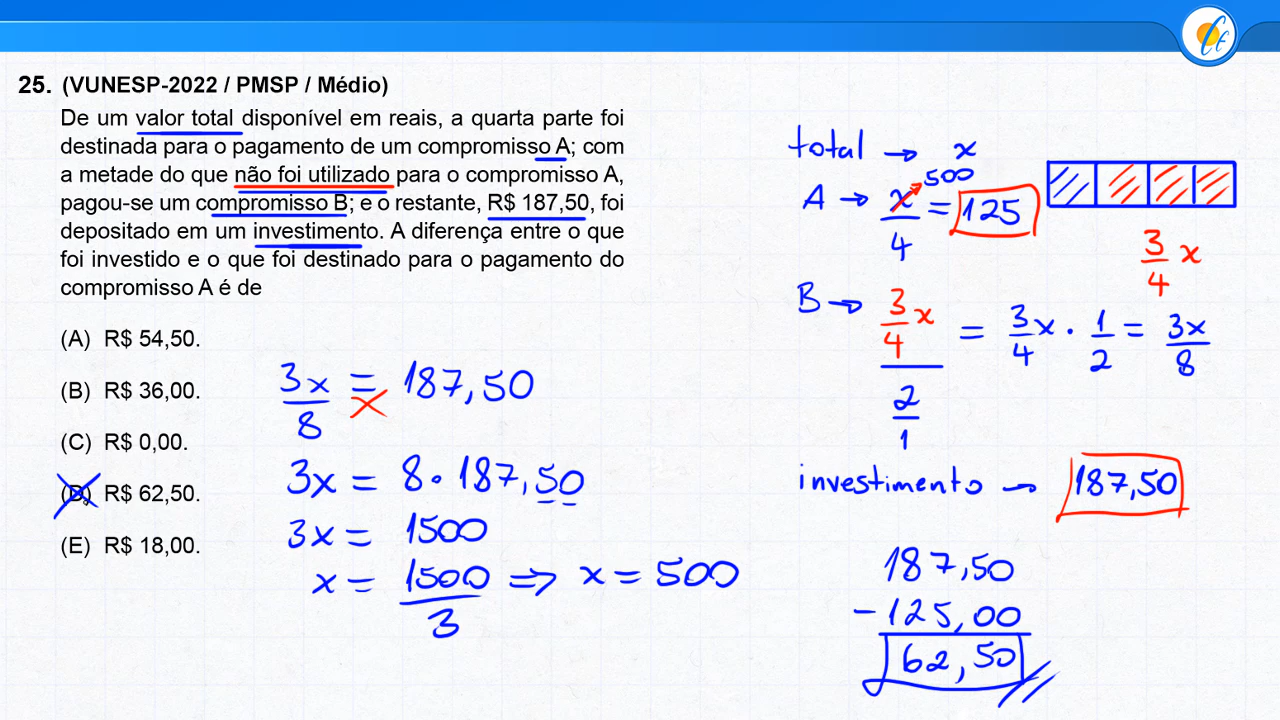 25. (VUNESP-2022 / PMSP / Médio)
De um valor total disponível em reais, a quarta parte foi
destinada para o pagamento de um compromisso A; com
a metade do que não foi utilizado para o compromisso A,
pagou-se um compromisso B; e o restante, R$ 187,50, foi
depositado em um investimento. A diferença entre o que
foi investido e o que foi destinado para o pagamento do
compromisso A é de
(A) R$ 54,50.
(B) R$ 36,00.
(C) R$ 0,00.
(D) R$ 62,50.
(E) R$ 18,00.
3x/8 = 187,50
x
3x = 8 . 187,50
3x = 1500
x = 1500/3 ⇒ x = 500
total → x
500
A → x/4 = 125
3/4 x
B → 3/4 x / 2/1 = 3/4 x . 1/2 = 3x/8
investimento → 187,50
187,50
- 125,00
62,50
CE